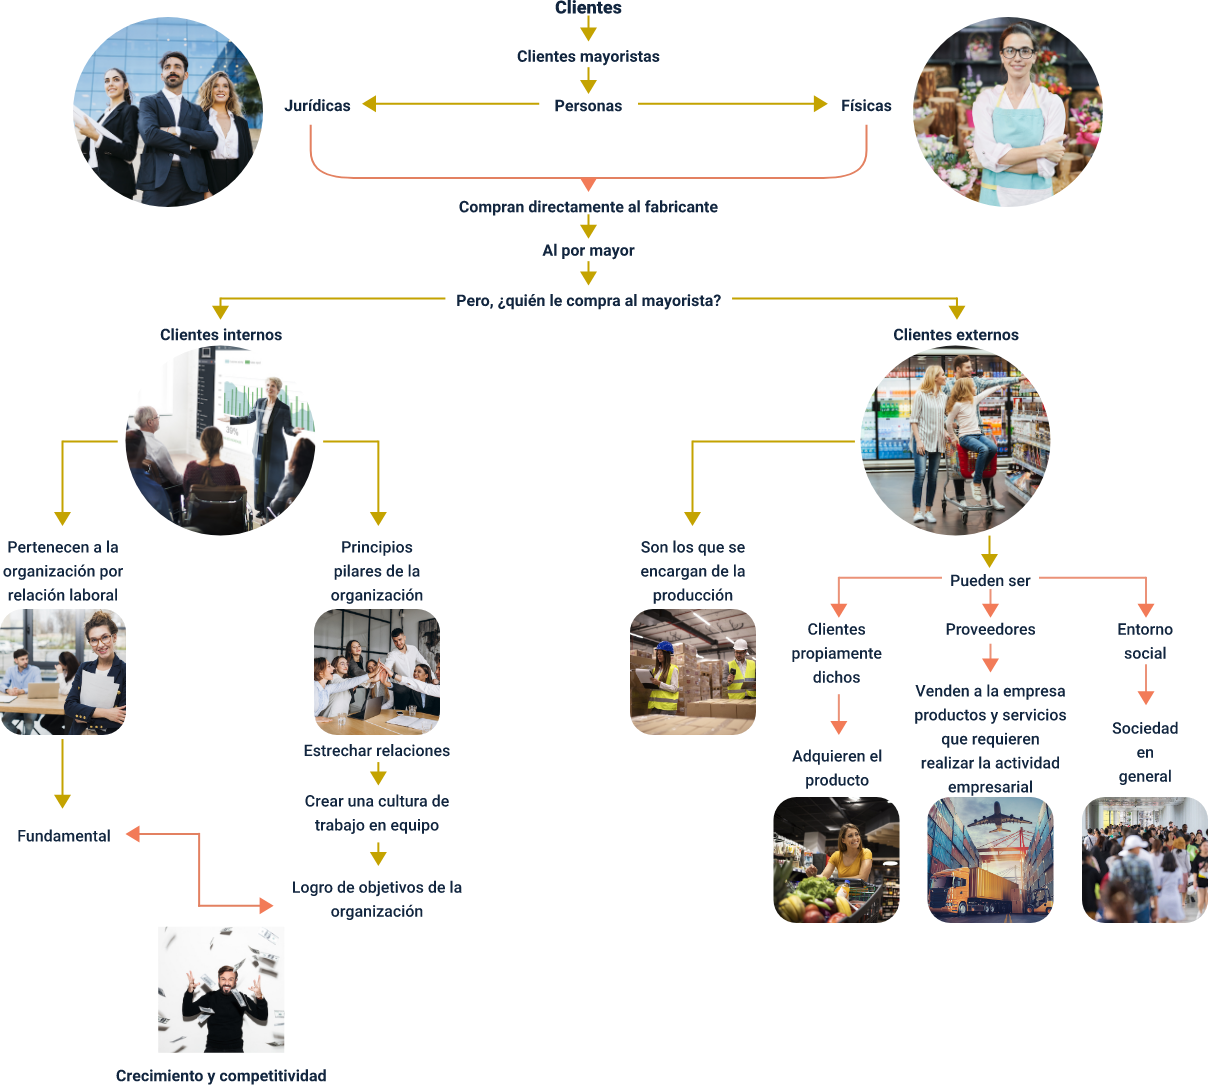 Clientes
Clientes mayoristas
Jurídicas
Personas
Físicas
Compran directamente al fabricante
Al por mayor
Pero, ¿quién le compra al mayorista?
Clientes internos
Clientes externos
39%
Pertenecen a la
organización por
relación laboral
Principios
pilares de la
organización
Son los que se
encargan de la
producción
Pueden ser
Clientes
propiamente
dichos
Proveedores
Entorno
social
Venden a la empresa
productos y servicios
que requieren
realizar la actividad
empresarial
Sociedad
en
general
Adquieren el
producto
Estrechar relaciones
Crear una cultura de
trabajo en equipo
Fundamental
Logro de objetivos de la
organización
Crecimiento y competitividad